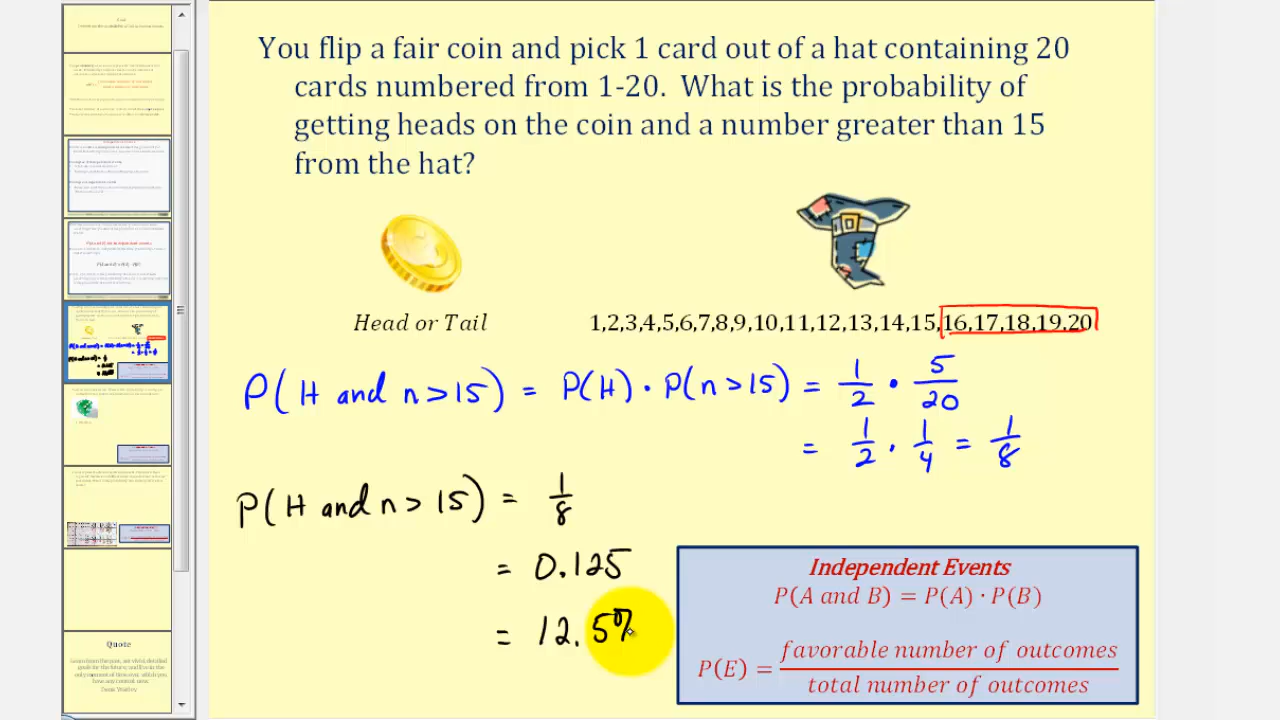 You flip a fair coin and pick 1 card out of a hat containing 20
cards numbered from 1-20. What is the probability of
getting heads on the coin and a number greater than 15
from the hat?
Head or Tail
1,2,3,4,5,6,7,8,9,10,11,12,13,14,15,16,17,18,19,20
P(H and n>15) = P(H) · P(n>15) = 1/2 · 5/20
= 1/2 · 1/4 = 1/8
P(H and n> 15) = 1/8
= 0.125
= 12.5%
Independent Events
P(A and B) = P(A) · P(B)
P(E) = favorable number of outcomes / total number of outcomes
Quote